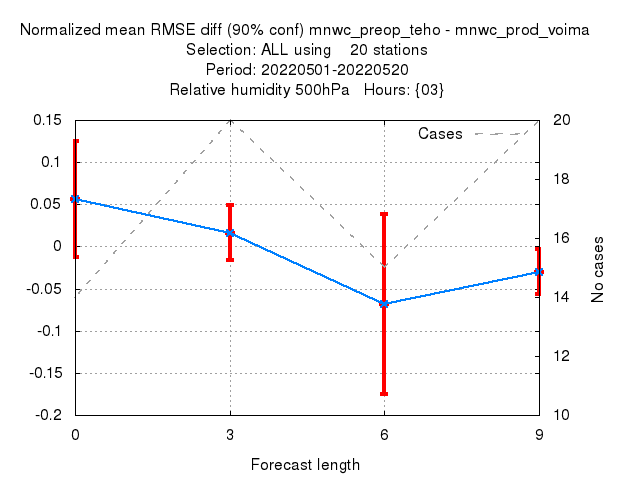 Normalized mean RMSE diff (90% conf) mnwc_preop_teho - mnwc_prod_voima
Selection: ALL using    20 stations
Period: 20220501-20220520
Relative humidity 500hPa   Hours: {03}
Cases
0.15
0.1
0.05
0
-0.05
-0.1
-0.15
-0.2
20
18
16
14
12
10
No cases
0 3 6 9
Forecast length